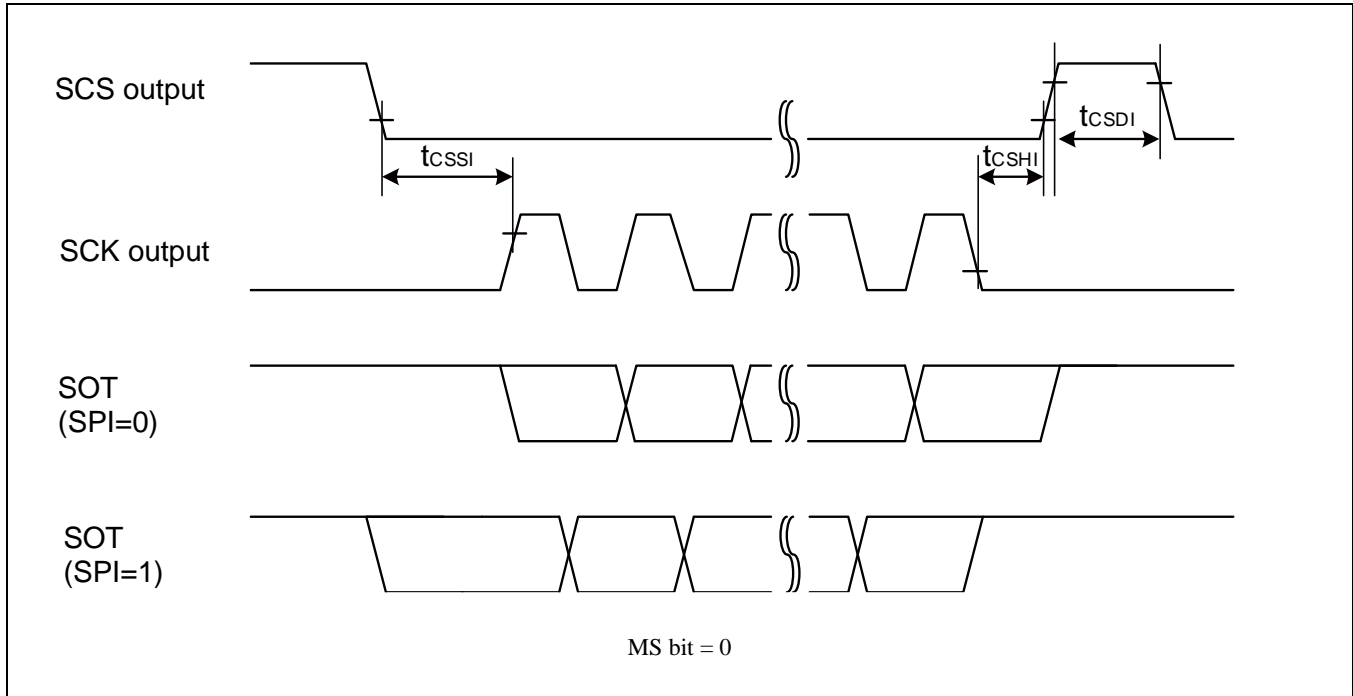 SCS output
tCSDI
tCSSI
tCSHI
SCK output
SOT
(SPI=0)
SOT
(SPI=1)
MS bit = 0